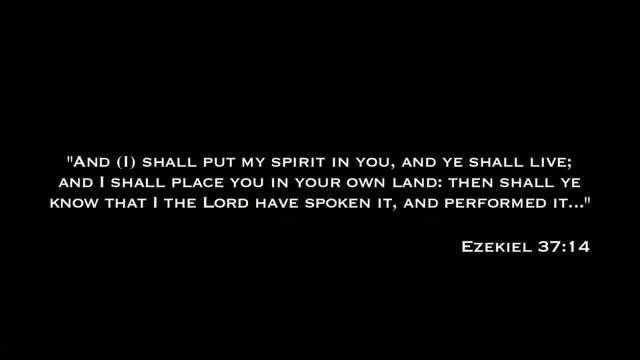 "And (I) shall put my spirit in you, and ye shall live;
and I shall place you in your own land: then shall ye
know that I the Lord have spoken it, and performed it..."
Ezekiel 37:14